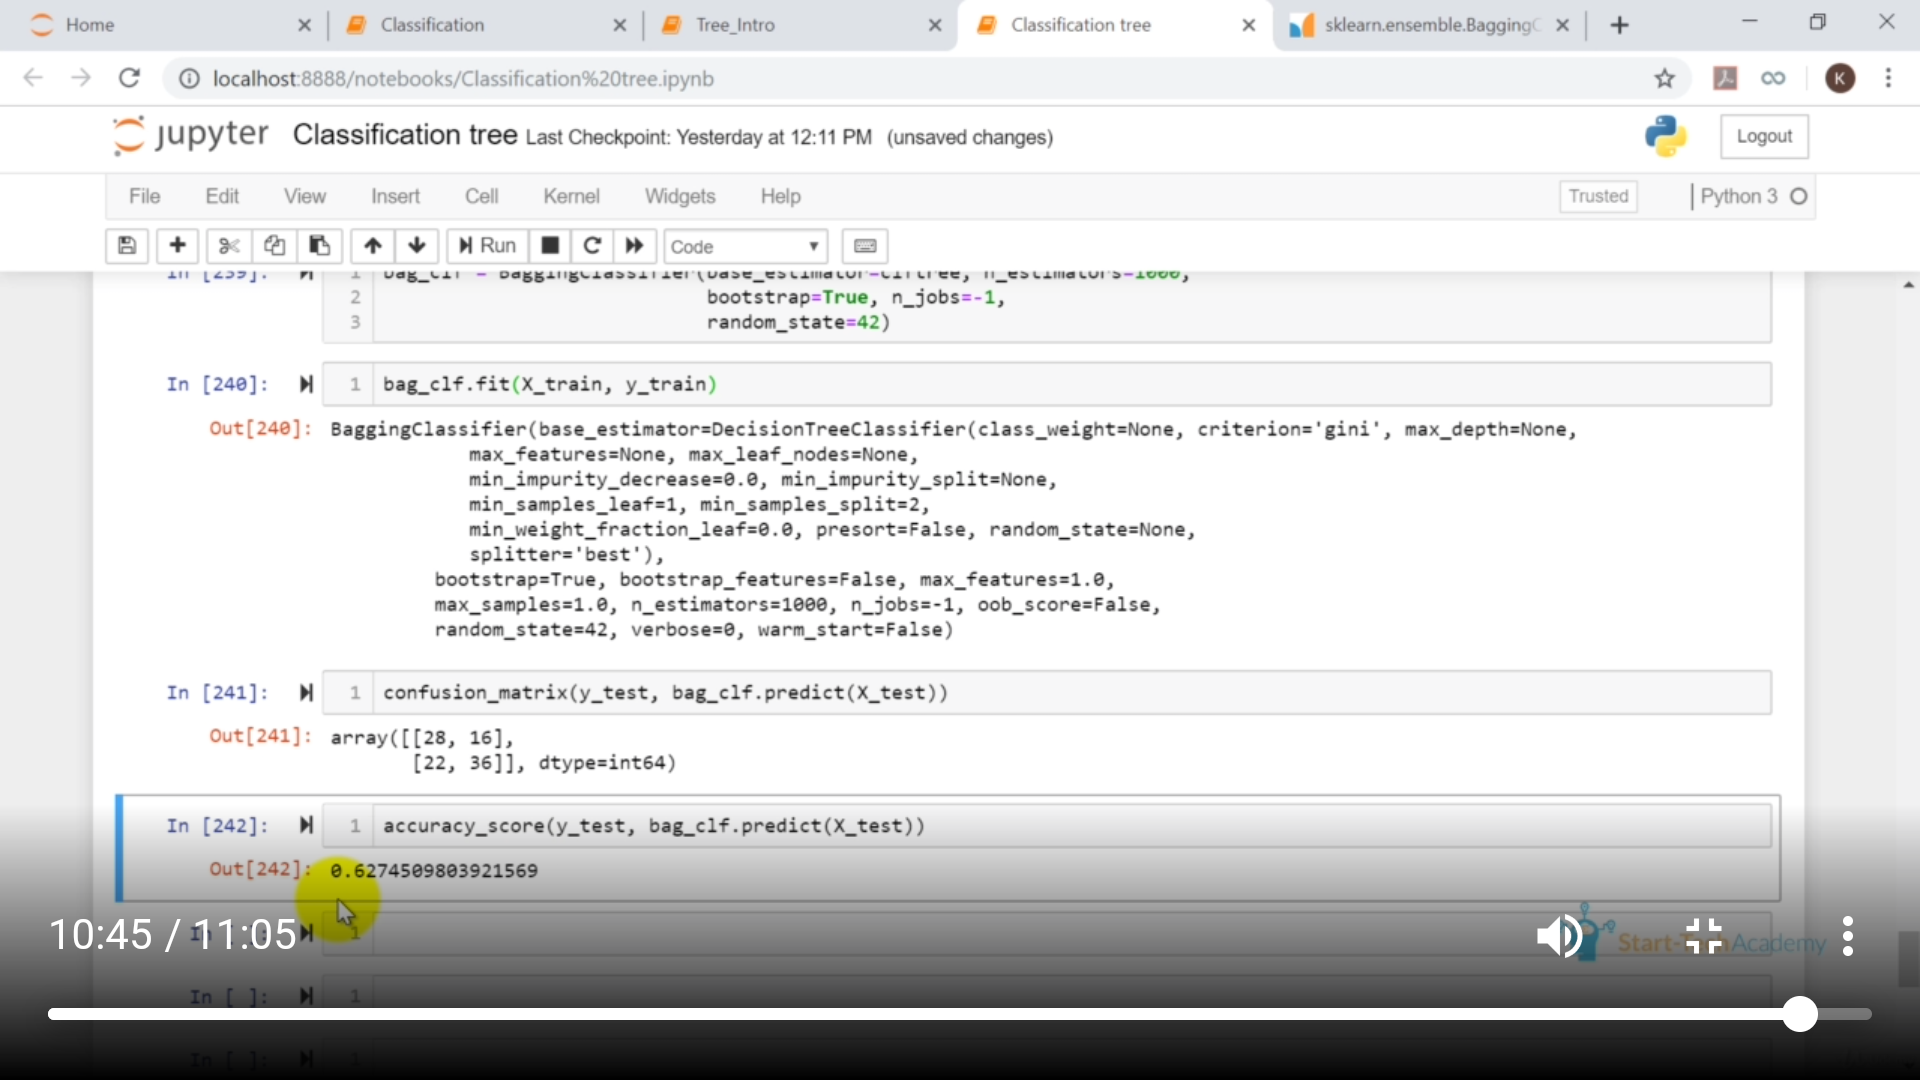 Home
Classification
Tree_Intro
Classification tree
sklearn.ensemble.BaggingC
localhost:8888/notebooks/Classification%20tree.ipynb
K
jupyter Classification tree Last Checkpoint: Yesterday at 12:11 PM (unsaved changes)
Logout
File Edit View Insert Cell Kernel Widgets Help
Trusted
Python 3
Run
Code
In [239]: 1 bag_clf = BaggingClassifier(base_estimator=clftree, n_estimators=1000,
2 bootstrap=True, n_jobs=-1,
3 random_state=42)
In [240]: 1 bag_clf.fit(X_train, y_train)
Out[240]: BaggingClassifier(base_estimator=DecisionTreeClassifier(class_weight=None, criterion='gini', max_depth=None,
max_features=None, max_leaf_nodes=None,
min_impurity_decrease=0.0, min_impurity_split=None,
min_samples_leaf=1, min_samples_split=2,
min_weight_fraction_leaf=0.0, presort=False, random_state=None,
splitter='best'),
bootstrap=True, bootstrap_features=False, max_features=1.0,
max_samples=1.0, n_estimators=1000, n_jobs=-1, oob_score=False,
random_state=42, verbose=0, warm_start=False)
In [241]: 1 confusion_matrix(y_test, bag_clf.predict(X_test))
Out[241]: array([[28, 16],
[22, 36]], dtype=int64)
In [242]: 1 accuracy_score(y_test, bag_clf.predict(X_test))
Out[242]: 0.6274509803921569
10:45 / 11:05
In 1
Start-Tech Academy
In [ ]: 1
In [ ]: 1